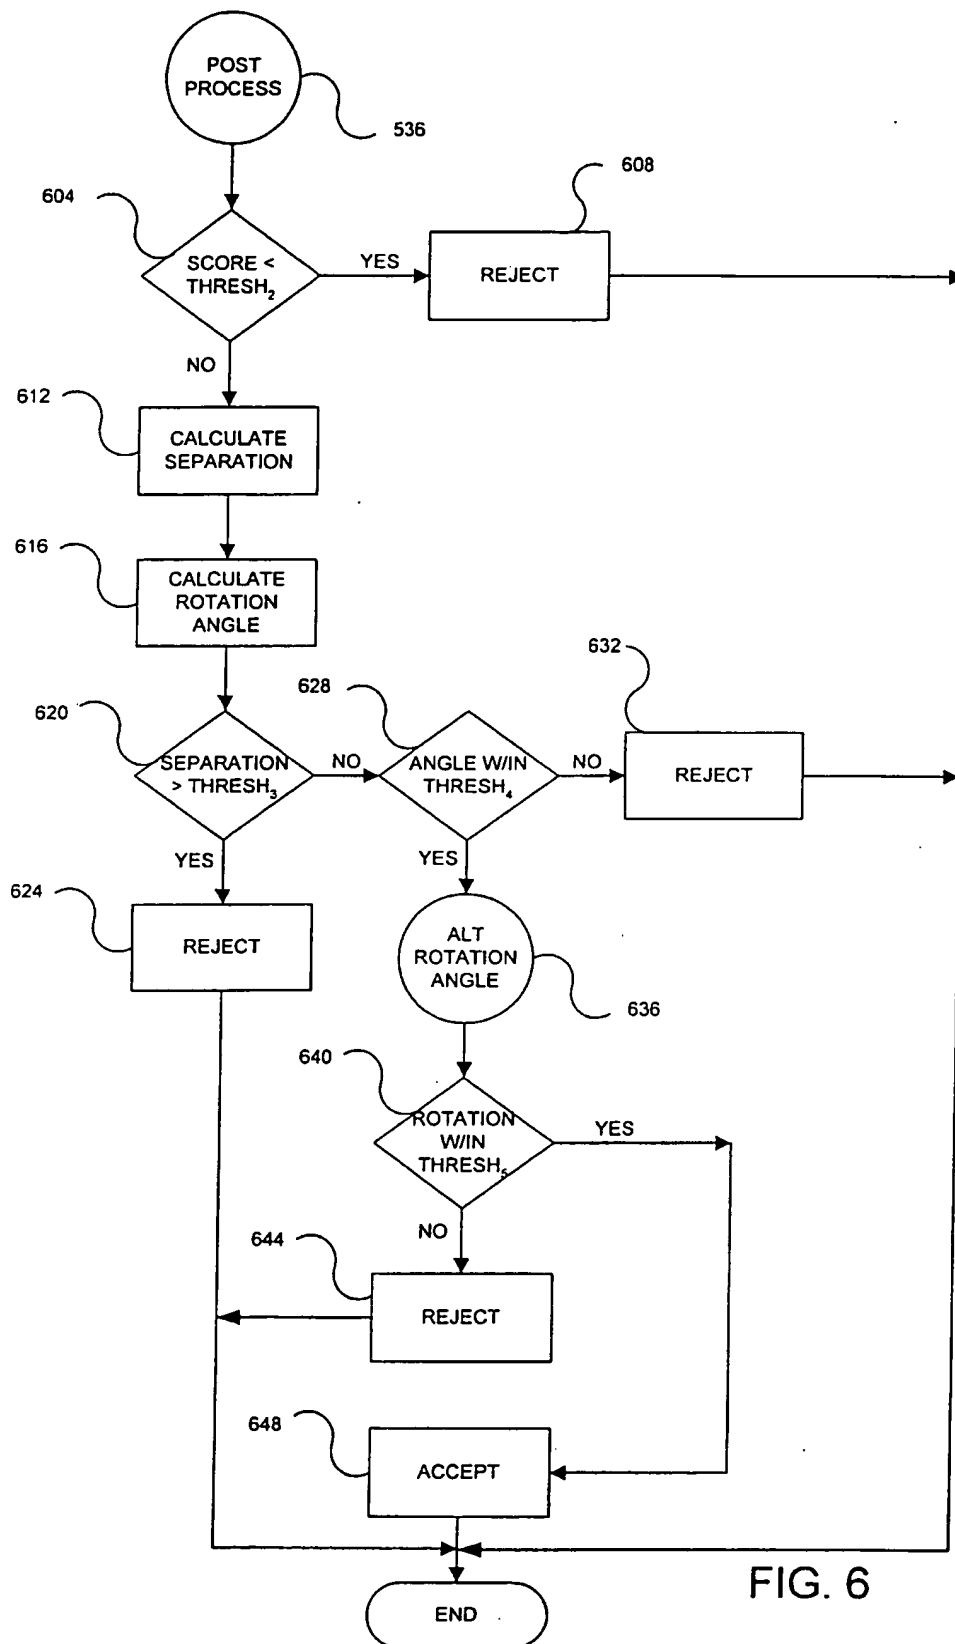 POST
PROCESS
536
604
608
SCORE <
THRESH2
YES
REJECT
NO
612
CALCULATE
SEPARATION
616
CALCULATE
ROTATION
ANGLE
632
628
620
SEPARATION
> THRESH3
NO
ANGLE W/IN
THRESH4
NO
REJECT
YES
YES
624
REJECT
ALT
ROTATION
ANGLE
636
640
ROTATION
W/IN
THRESH5
YES
NO
644
REJECT
648
ACCEPT
FIG. 6
END